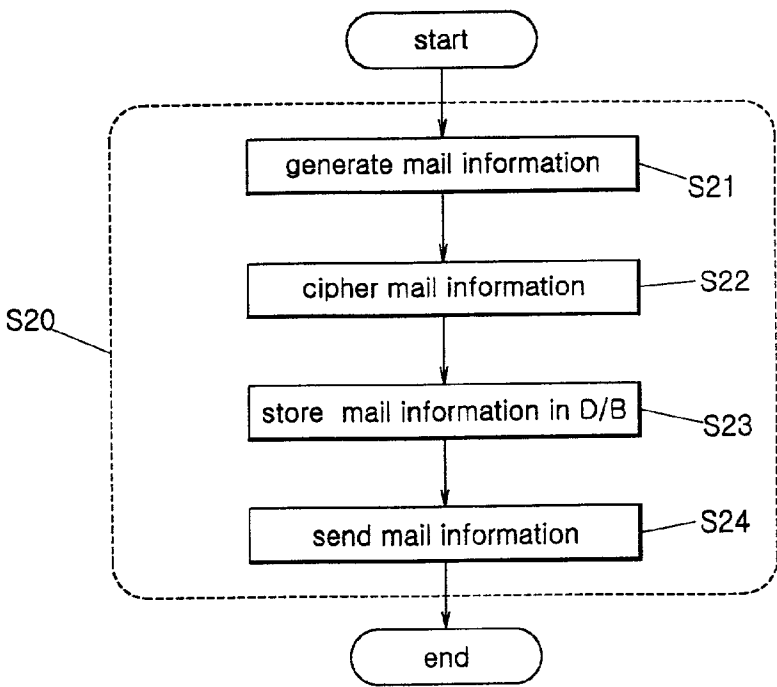 start
generate mail information
S21
cipher mail information
S22
S20
store mail information in D/B
S23
send mail information
S24
end